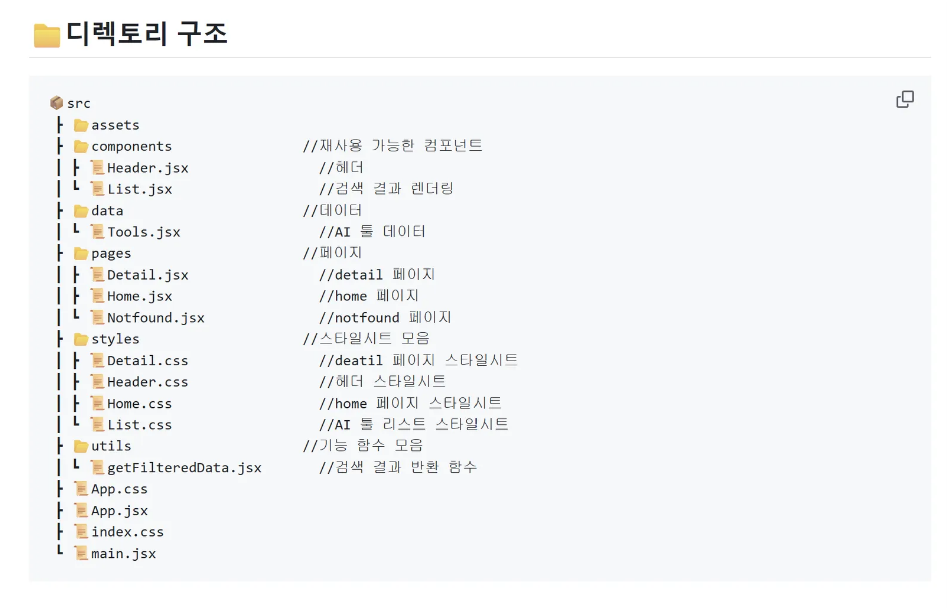 📁디렉토리 구조
📦src
┣ 📂assets
┣ 📂components //재사용 가능한 컴포넌트
┃ ┣ 📜Header.jsx //헤더
┃ ┗ 📜List.jsx //검색 결과 렌더링
┣ 📂data //데이터
┃ ┗ 📜Tools.jsx //AI 툴 데이터
┣ 📂pages //페이지
┃ ┣ 📜Detail.jsx //detail 페이지
┃ ┣ 📜Home.jsx //home 페이지
┃ ┗ 📜Notfound.jsx //notfound 페이지
┣ 📂styles //스타일시트 모음
┃ ┣ 📜Detail.css //deatil 페이지 스타일시트
┃ ┣ 📜Header.css //헤더 스타일시트
┃ ┣ 📜Home.css //home 페이지 스타일시트
┃ ┗ 📜List.css //AI 툴 리스트 스타일시트
┣ 📂utils //기능 함수 모음
┃ ┗ 📜getFilteredData.jsx //검색 결과 반환 함수
┣ 📜App.css
┣ 📜App.jsx
┣ 📜index.css
┗ 📜main.jsx